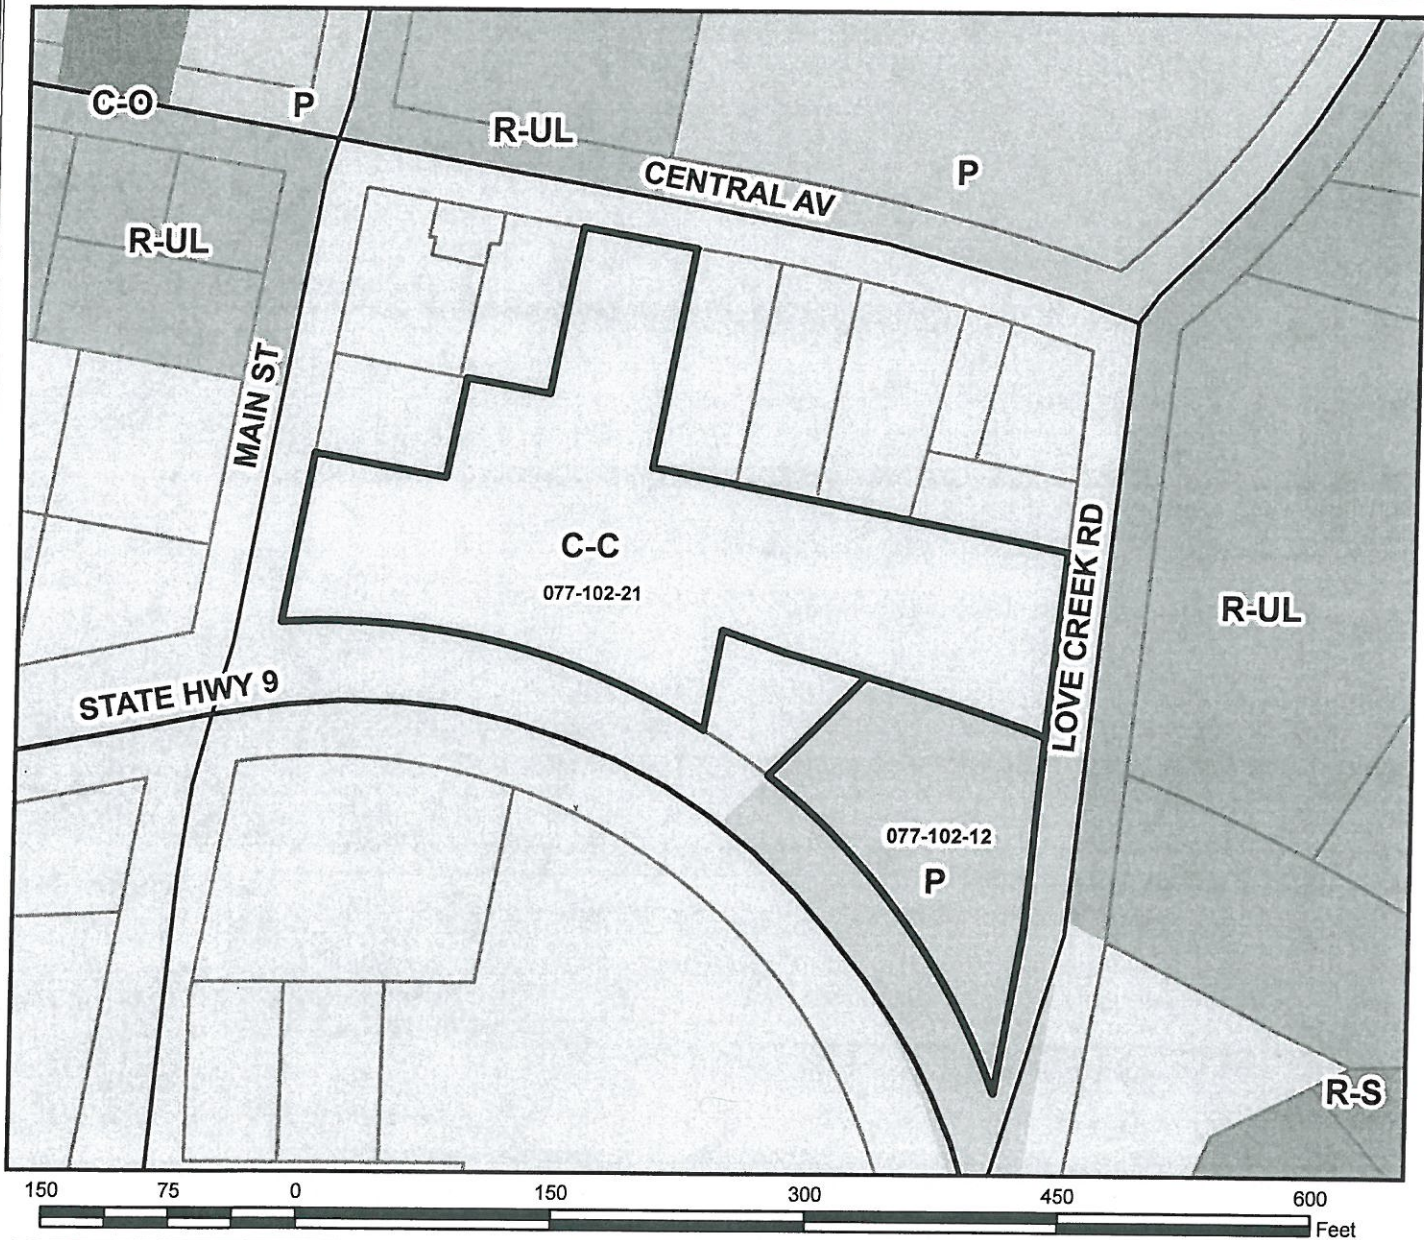 C-O
P
R-UL
CENTRAL AV
P
R-UL
MAIN ST
C-C
077-102-21
LOVE CREEK RD
R-UL
STATE HWY 9
077-102-12
P
R-S
150 75 0 150 300 450 600
Feet